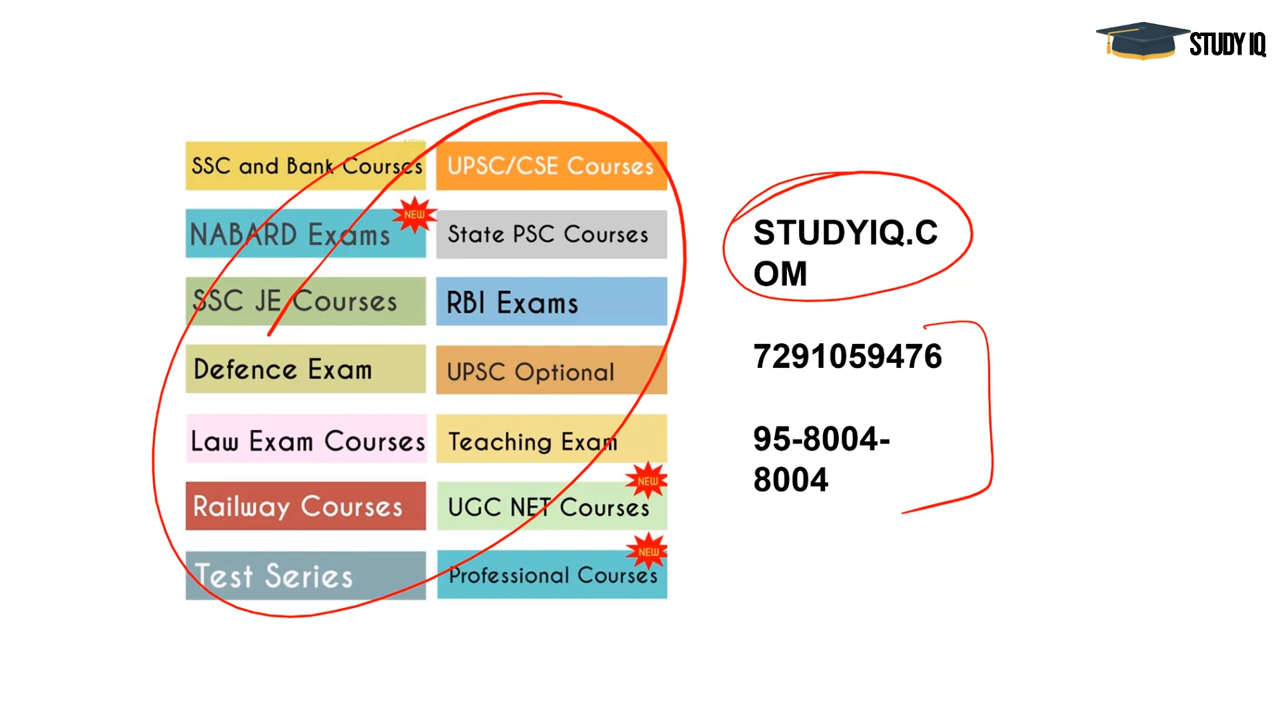 STUDY IQ
SSC and Bank Courses
UPSC/CSE Courses
NABARD Exams
NEW
State PSC Courses
SSC JE Courses
RBI Exams
Defence Exam
UPSC Optional
Law Exam Courses
Teaching Exam
Railway Courses
UGC NET Courses
NEW
Test Series
Professional Courses
NEW
STUDYIQ.C
OM
7291059476
95-8004-
8004